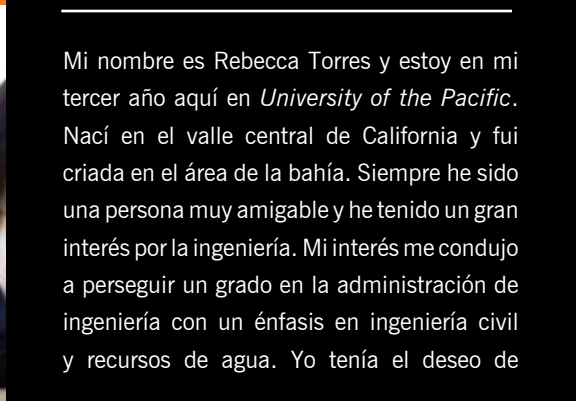 Mi nombre es Rebecca Torres y estoy en mi
tercer año aquí en University of the Pacific.
Nací en el valle central de California y fui
criada en el área de la bahía. Siempre he sido
una persona muy amigable y he tenido un gran
interés por la ingeniería. Mi interés me condujo
a perseguir un grado en la administración de
ingeniería con un énfasis en ingeniería civil
y recursos de agua. Yo tenía el deseo de